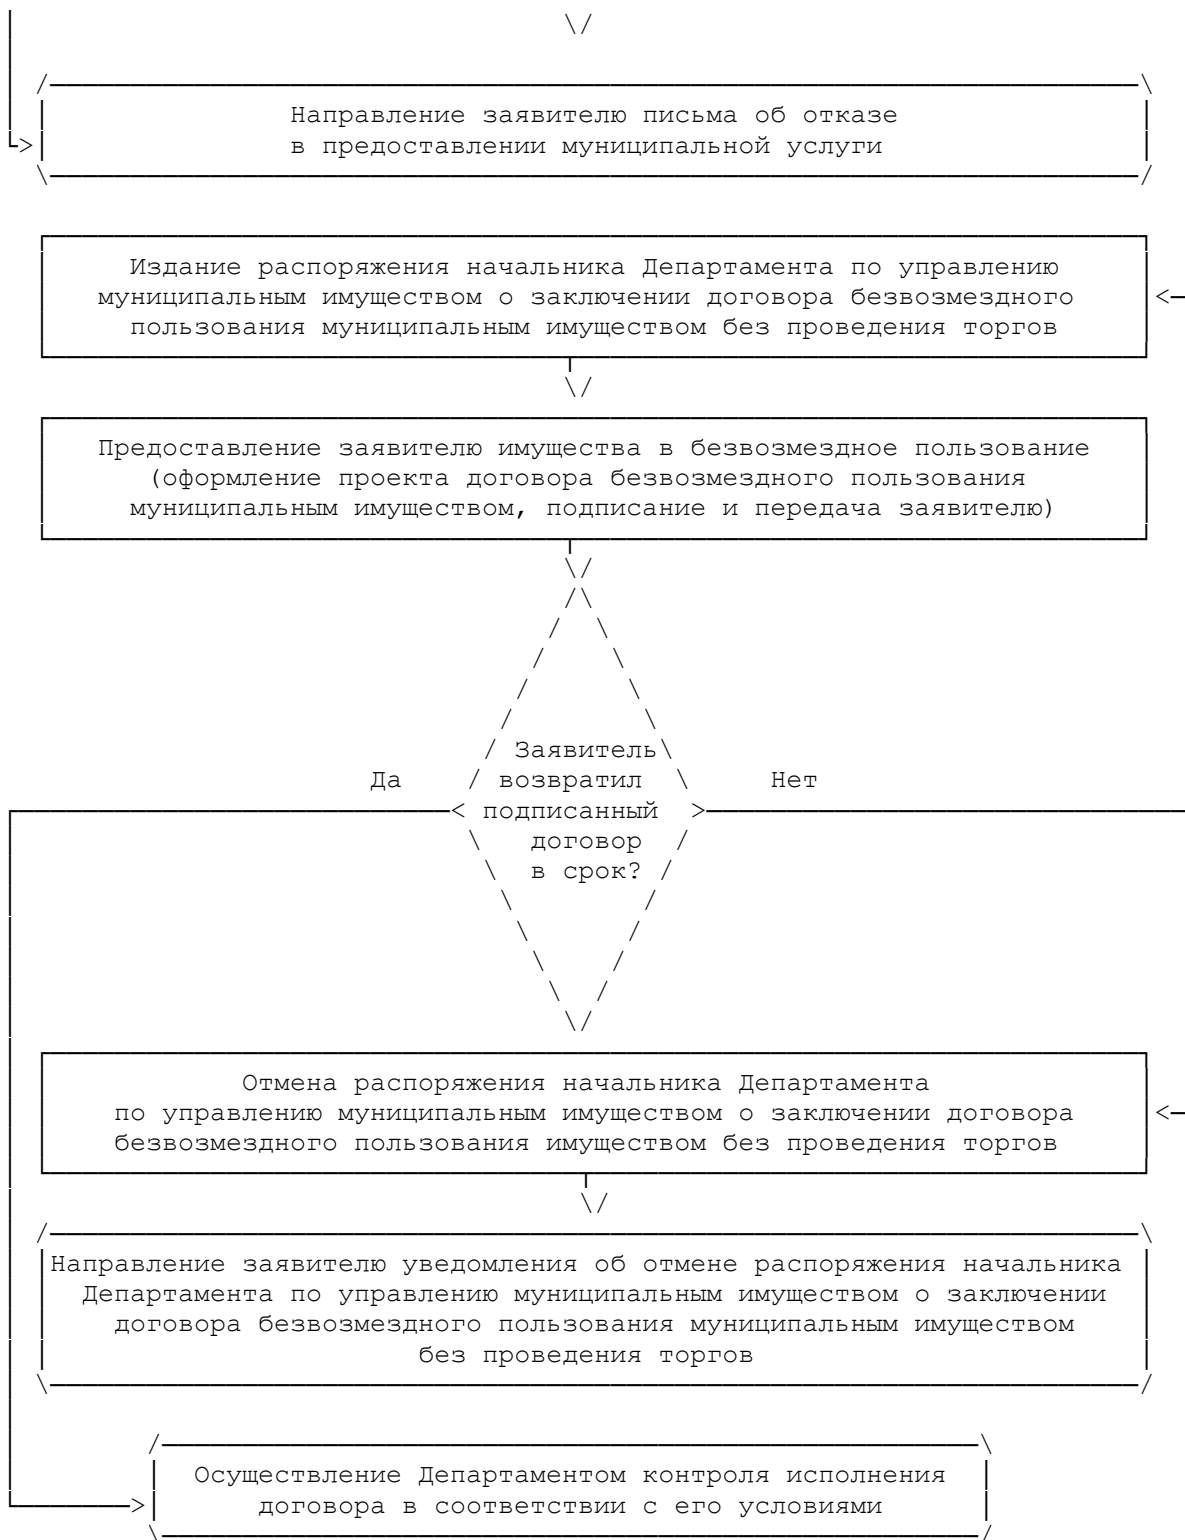 Направление заявителю письма об отказе
в предоставлении муниципальной услуги
Издание распоряжения начальника Департамента по управлению
муниципальным имуществом о заключении договора безвозмездного
пользования муниципальным имуществом без проведения торгов
Предоставление заявителю имущества в безвозмездное пользование
(оформление проекта договора безвозмездного пользования
муниципальным имуществом, подписание и передача заявителю)
Заявитель
Да возвратил Нет
подписанный
договор
в срок?
Отмена распоряжения начальника Департамента
по управлению муниципальным имуществом о заключении договора
безвозмездного пользования имуществом без проведения торгов
Направление заявителю уведомления об отмене распоряжения начальника
Департамента по управлению муниципальным имуществом о заключении
договора безвозмездного пользования муниципальным имуществом
без проведения торгов
Осуществление Департаментом контроля исполнения
договора в соответствии с его условиями